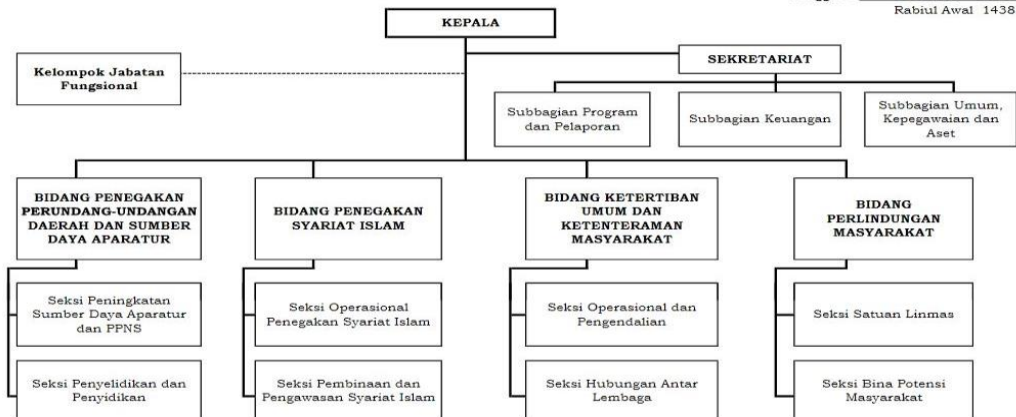 Rabiul Awal 1438
KEPALA
SEKRETARIAT
Kelompok Jabatan
Fungsional
Subbagian Program
dan Pelaporan
Subbagian Keuangan
Subbagian Umum,
Kepegawaian dan
Aset
BIDANG PENEGAKAN
PERUNDANG-UNDANGAN
DAERAH DAN SUMBER
DAYA APARATUR
BIDANG PENEGAKAN
SYARIAT ISLAM
BIDANG KETERTIBAN
UMUM DAN
KETENTERAMAN
MASYARAKAT
BIDANG
PERLINDUNGAN
MASYARAKAT
Seksi Peningkatan
Sumber Daya Aparatur
dan PPNS
Seksi Operasional
Penegakan Syariat Islam
Seksi Operasional dan
Pengendalian
Seksi Satuan Linmas
Seksi Penyelidikan dan
Penyidikan
Seksi Pembinaan dan
Pengawasan Syariat Islam
Seksi Hubungan Antar
Lembaga
Seksi Bina Potensi
Masyarakat